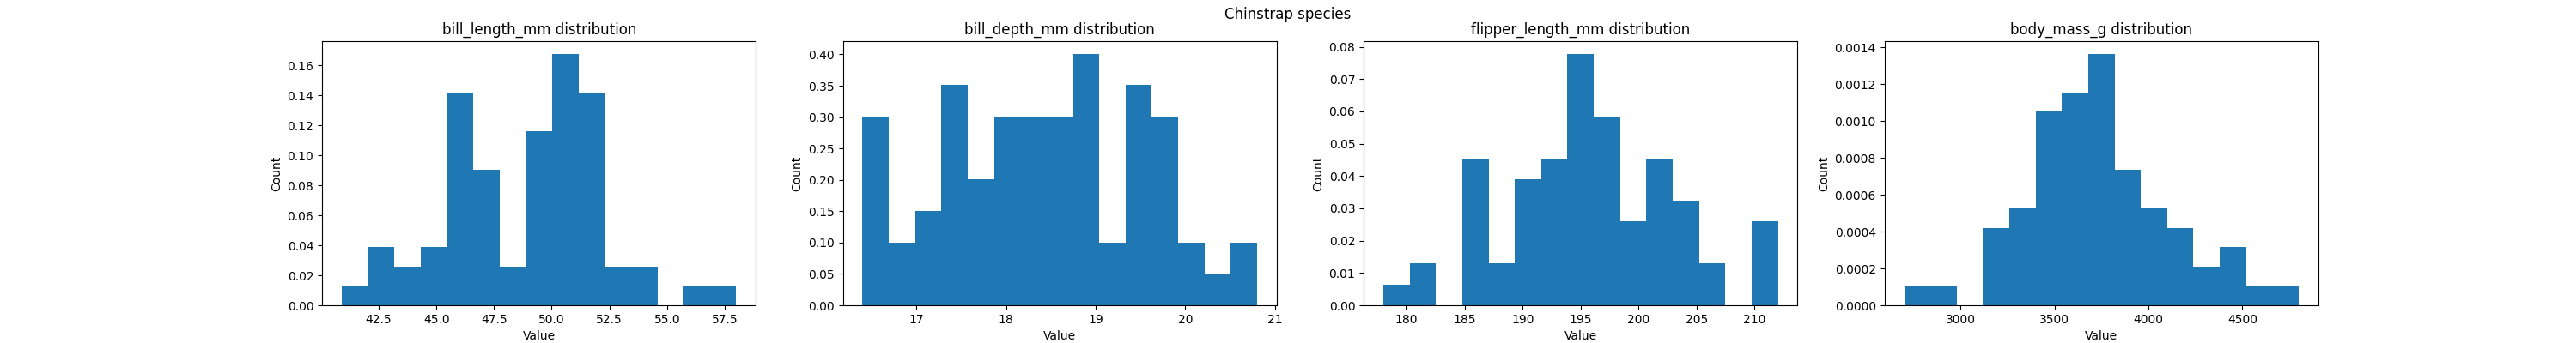 Chinstrap species
bill_length_mm distribution
0.16
0.14
0.12
0.10
0.08
0.06
0.04
0.02
0.00
Count
42.5 45.0 47.5 50.0 52.5 55.0 57.5
Value
bill_depth_mm distribution
0.40
0.35
0.30
0.25
0.20
0.15
0.10
0.05
0.00
Count
17 18 19 20 21
Value
flipper_length_mm distribution
0.08
0.07
0.06
0.05
0.04
0.03
0.02
0.01
0.00
Count
180 185 190 195 200 205 210
Value
body_mass_g distribution
0.0014
0.0012
0.0010
0.0008
0.0006
0.0004
0.0002
0.0000
Count
3000 3500 4000 4500
Value